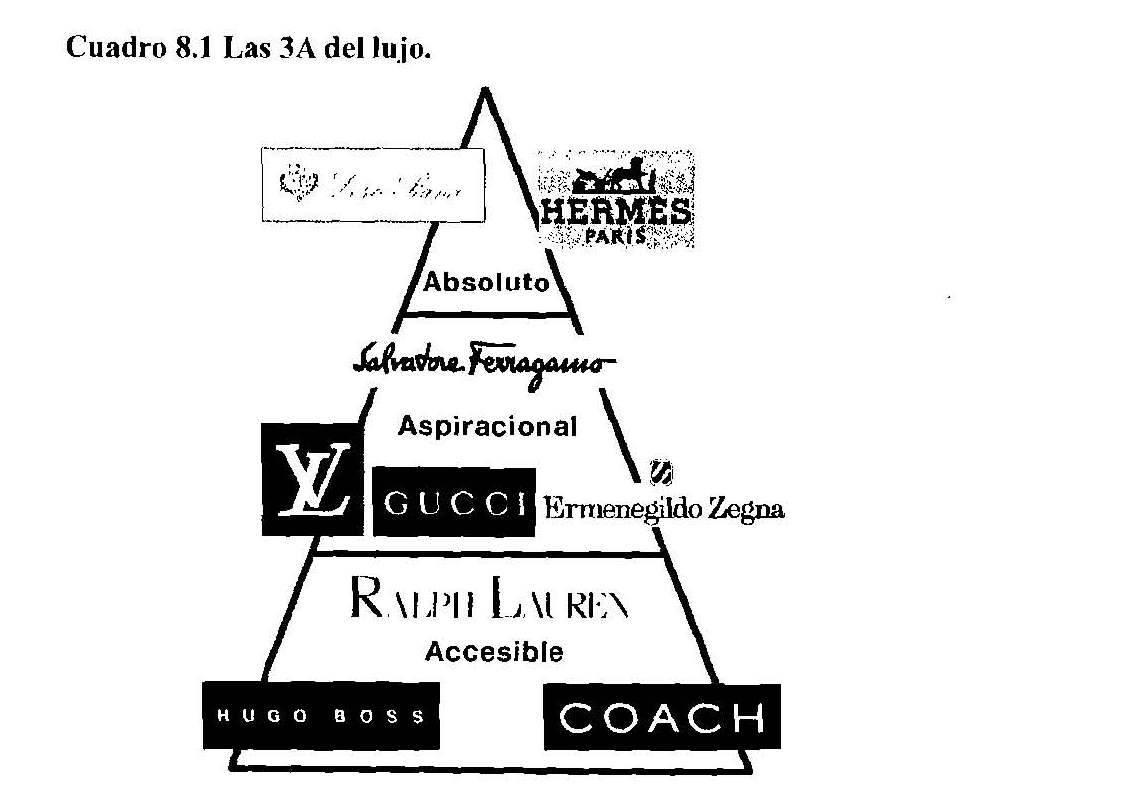 Cuadro 8.1 Las 3A del lujo.
HERMÈS
PARIS
Absoluto
Salvatore Ferragamo
Aspiracional
LV
GUCCI
Ermenegildo Zegna
RALPH LAUREN
Accesible
HUGO BOSS
COACH